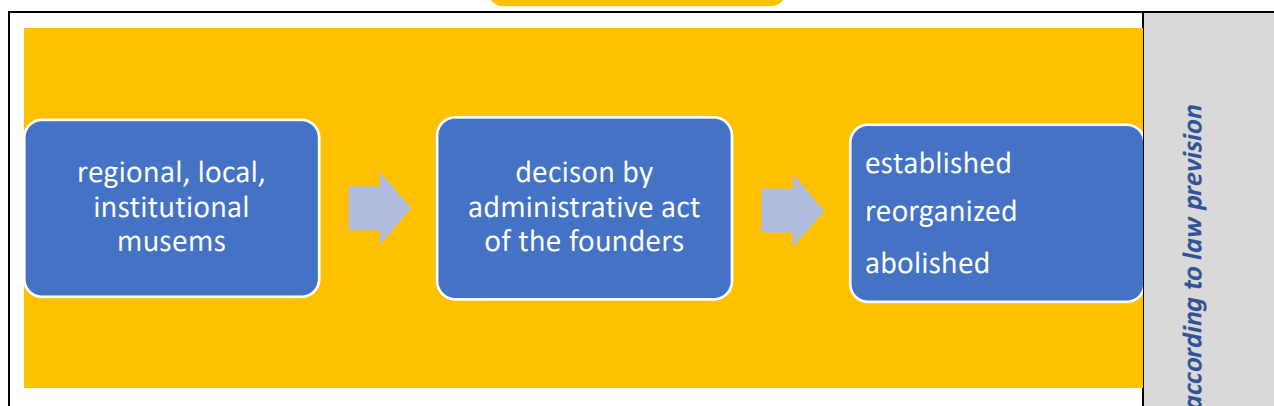 regional, local,
institutional
musems
decison by
administrative act
of the founders
established
reorganized
abolished
according to law prevision